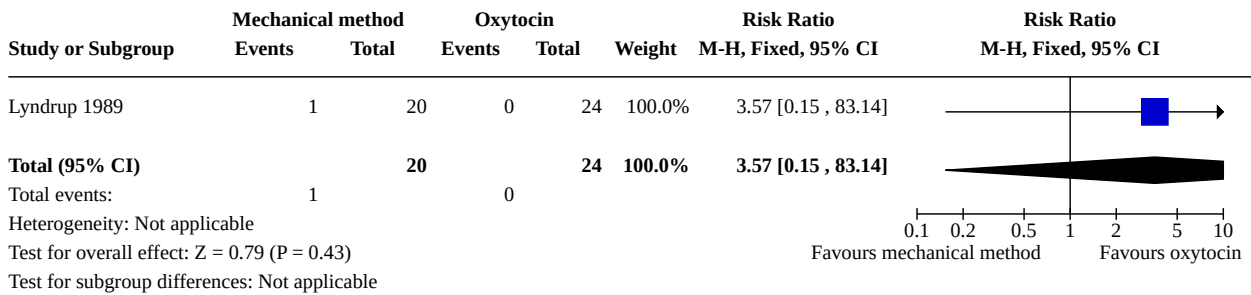 Mechanical method Oxytocin Risk Ratio Risk Ratio
Study or Subgroup Events Total Events Total Weight M-H, Fixed, 95% CI M-H, Fixed, 95% CI
Lyndrup 1989 1 20 0 24 100.0% 3.57 [0.15 , 83.14]
Total (95% CI) 20 24 100.0% 3.57 [0.15 , 83.14]
Total events: 1 0
Heterogeneity: Not applicable
0.1 0.2 0.5 1 2 5 10
Test for overall effect: Z = 0.79 (P = 0.43) Favours mechanical method Favours oxytocin
Test for subgroup differences: Not applicable